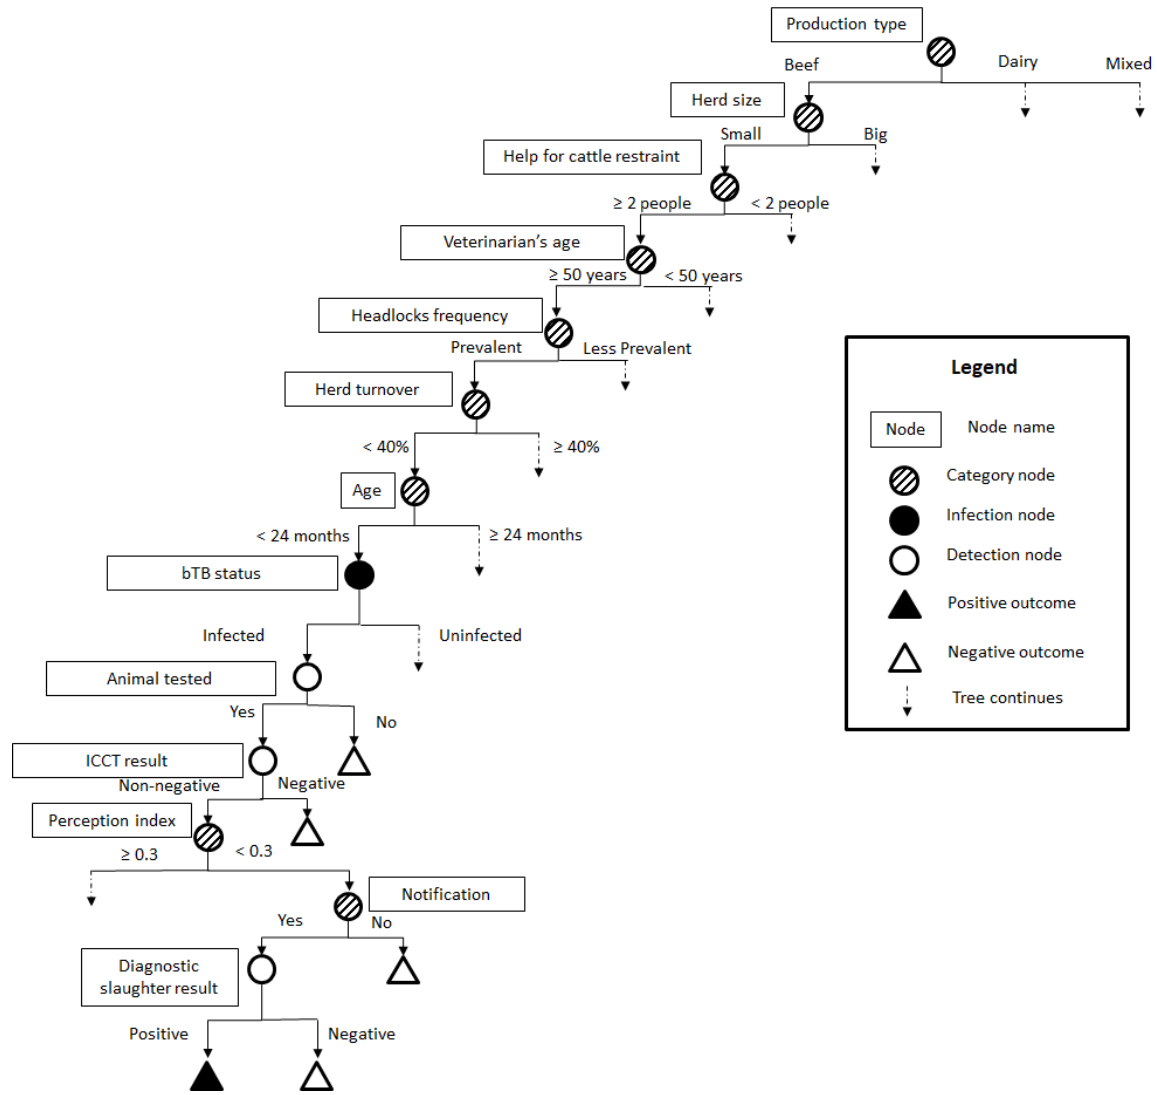 Production type
Beef
Dairy
Mixed
Herd size
Small
Big
Help for cattle restraint
≥ 2 people
< 2 people
Veterinarian's age
≥ 50 years
< 50 years
Headlocks frequency
Prevalent
Less Prevalent
Herd turnover
< 40%
≥ 40%
Age
< 24 months
≥ 24 months
bTB status
Infected
Uninfected
Animal tested
Yes
No
ICCT result
Non-negative
Negative
Perception index
≥ 0.3
< 0.3
Notification
Yes
No
Diagnostic
slaughter result
Positive
Negative
Legend
Node
Node name
Category node
Infection node
Detection node
Positive outcome
Negative outcome
Tree continues